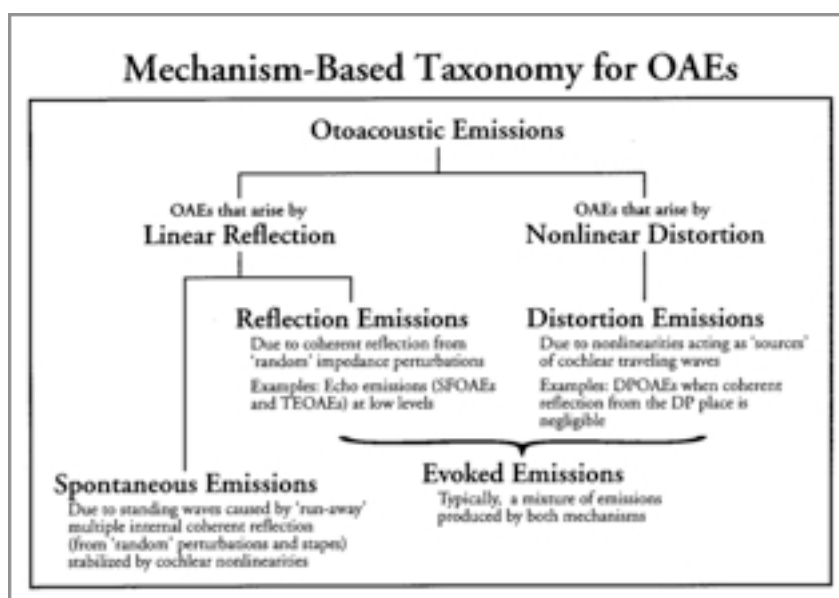 Mechanism-Based Taxonomy for OAEs
Otoacoustic Emissions
OAEs that arise by
Linear Reflection
OAEs that arise by
Nonlinear Distortion
Reflection Emissions
Due to coherent reflection from
'random' impedance perturbations
Examples: Echo emissions (SFOAEs
and TEOAEs) at low levels
Distortion Emissions
Due to nonlinearities acting as 'sources'
of cochlear traveling waves
Examples: DPOAEs when coherent
reflection from the DP place is
negligible
Spontaneous Emissions
Due to standing waves caused by 'run-away'
multiple internal coherent reflection
(from 'random' perturbations and stapes)
stabilized by cochlear nonlinearities
Evoked Emissions
Typically, a mixture of emissions
produced by both mechanisms